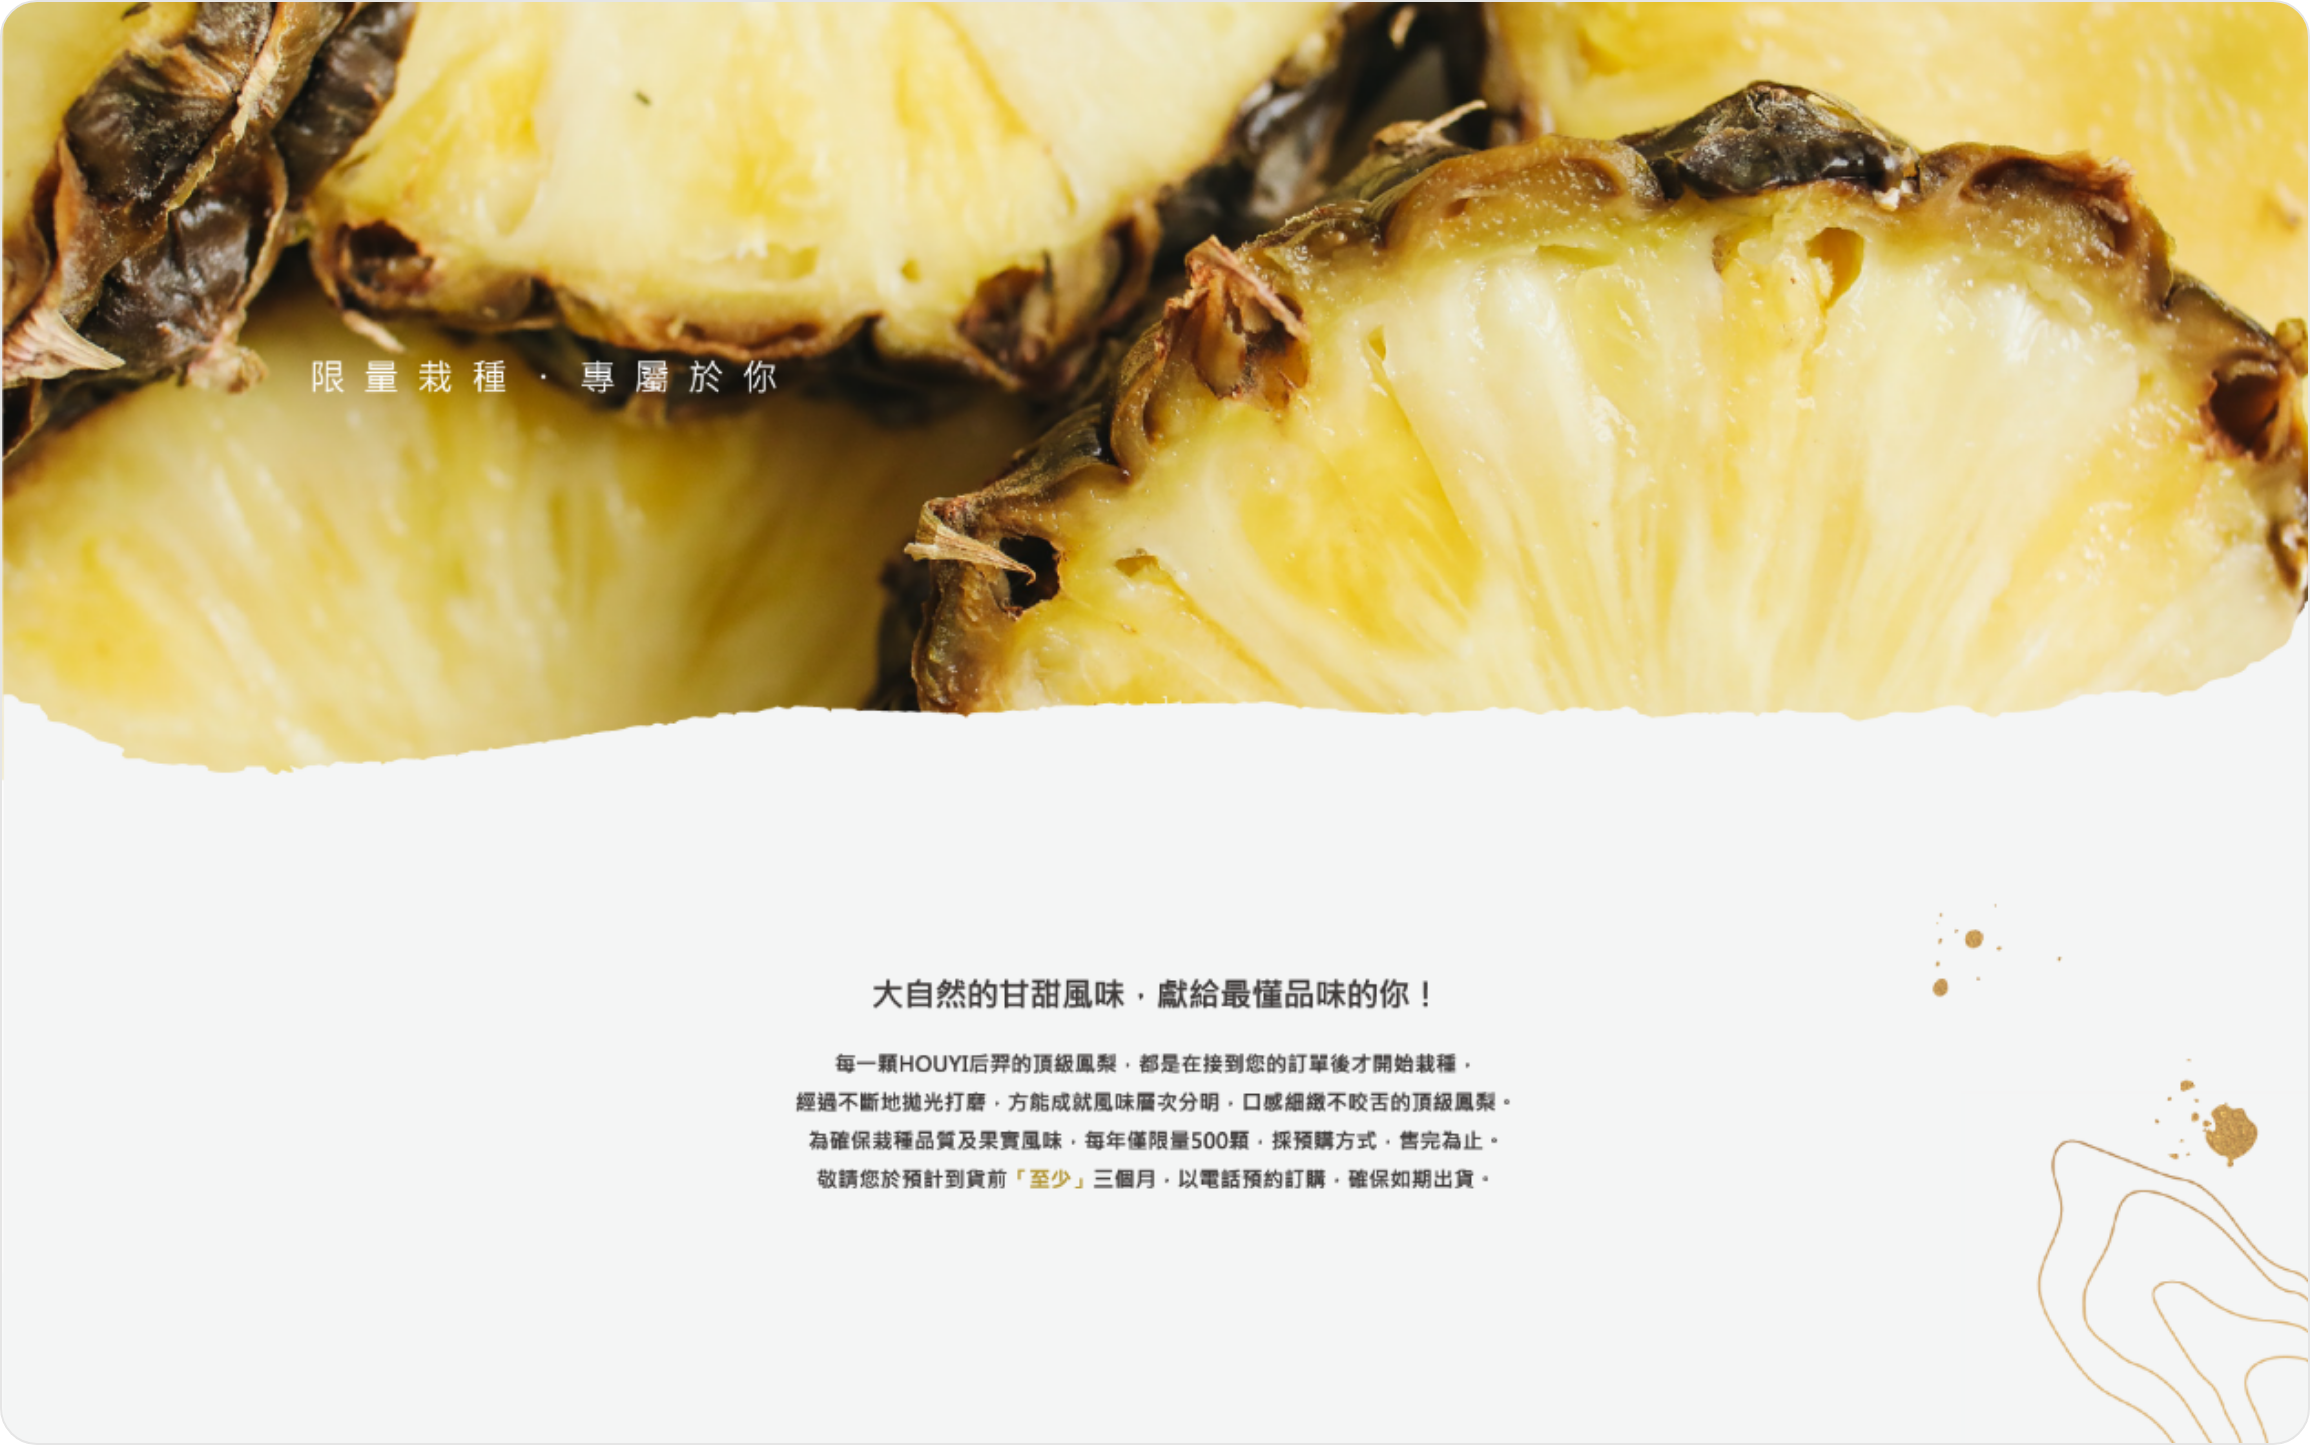 限量栽種·專屬於你
大自然的甘甜風味，獻給最懂品味的你！
每一顆HOUYI后羿的頂級鳳梨，都是在接到您的訂單後才開始栽種，
經過不斷地拋光打磨，方能成就風味層次分明，口感細緻不咬舌的頂級鳳梨。
為確保栽種品質及果實風味，每年僅限量500顆，採預購方式，售完為止。
敬請您於預計到貨前「至少」三個月，以電話預約訂購，確保如期出貨。